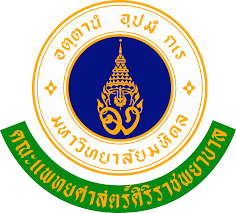 อตฺตานํ อุปมํ กเร
มหาวิทยาลัยมหิดล
คณะแพทยศาสตร์ศิริราชพยาบาล